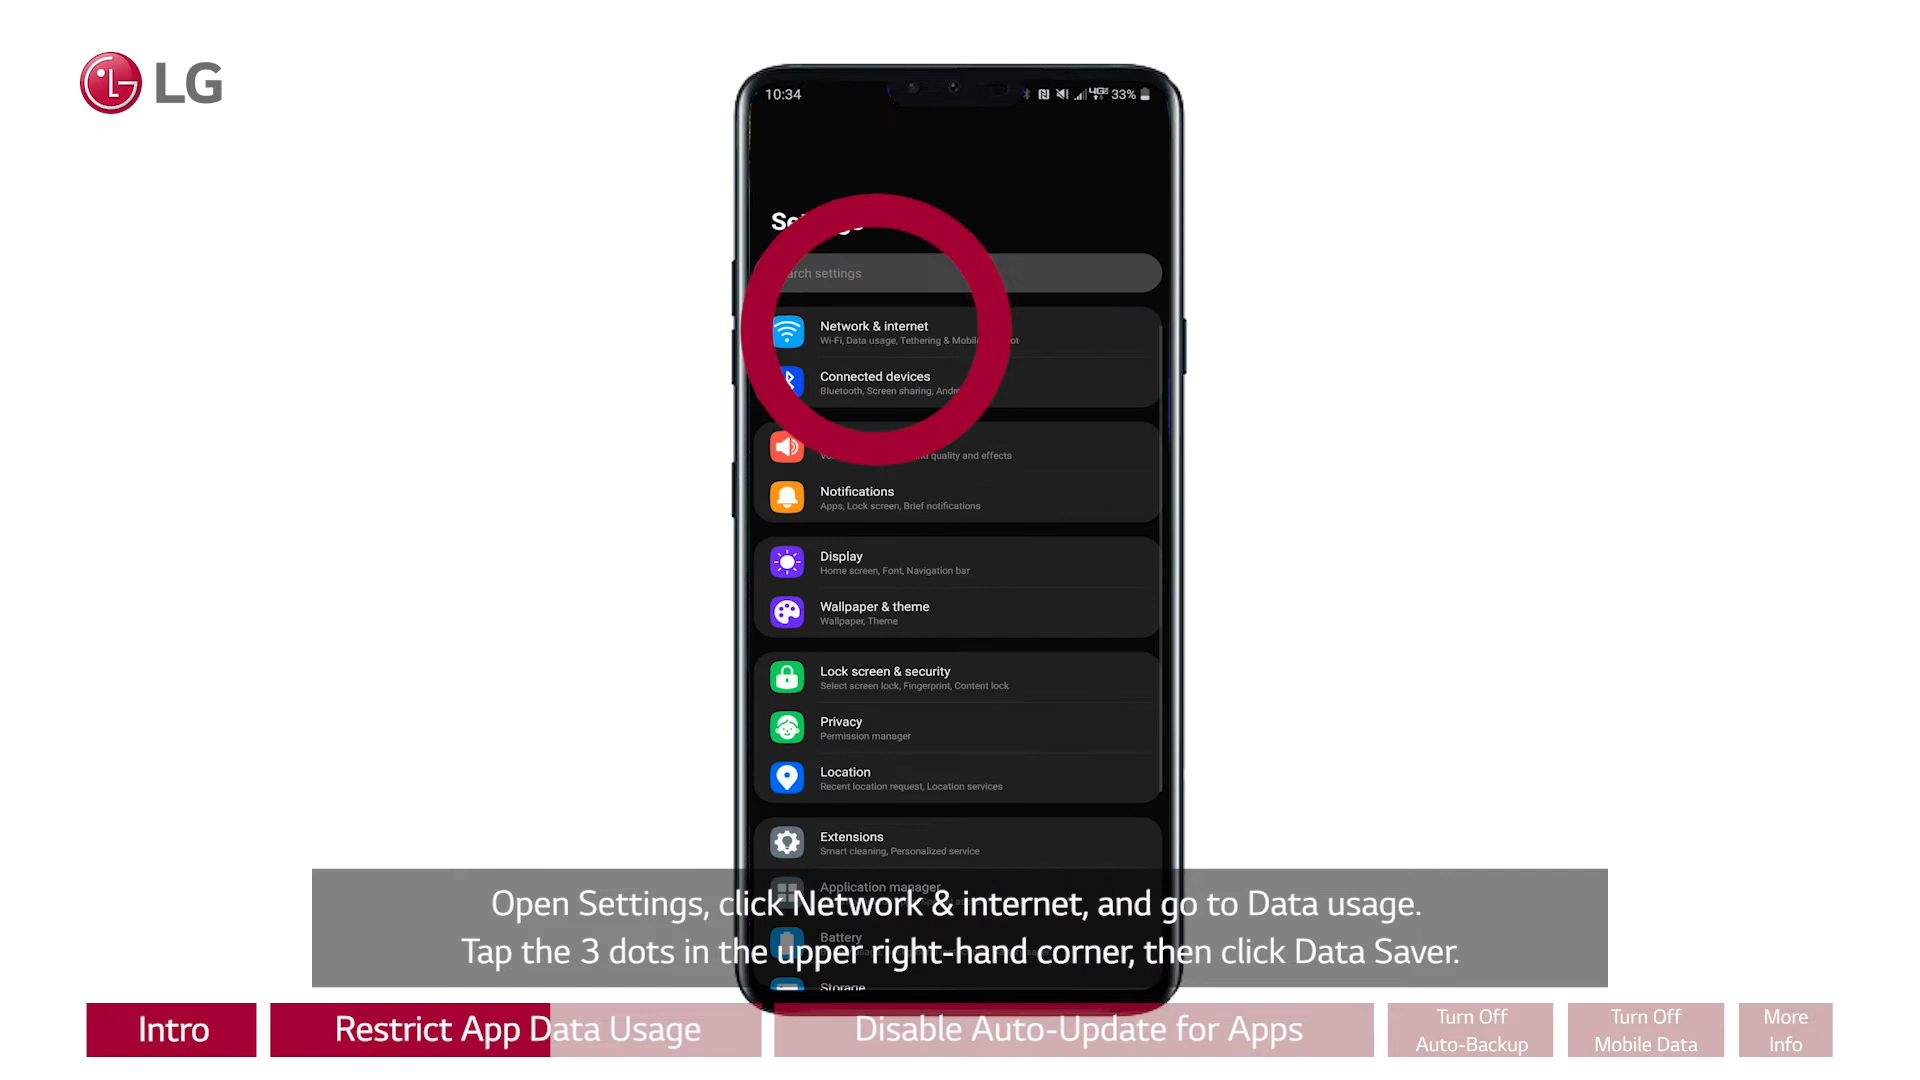 LG
10:34
33%
arch settings
Network & internet
Wi-Fi, Data usage, Tethering &
Connected devices
Bluetooth, Screen sharing,
quality and effects
Notifications
Apps, Lock screen, Brief notifications
Display
Home screen, Font, Navigation bar
Wallpaper & theme
Wallpaper, Theme
Lock screen & security
Select screen lock, Fingerprint, Content lock
Privacy
Permission manager
Location
Recent location request, Location services
Extensions
Smart cleaning, Personalized service
Application manager
Battery
Storage
Open Settings, click Network & internet, and go to Data usage.
Tap the 3 dots in the upper right-hand corner, then click Data Saver.
Intro
Restrict App Data Usage
Disable Auto-Update for Apps
Turn Off
Auto-Backup
Turn Off
Mobile Data
More
Info